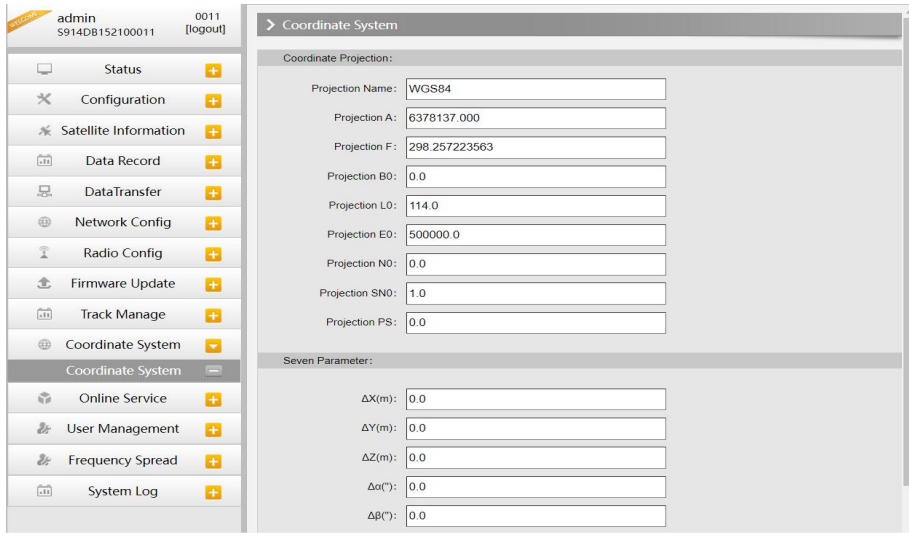 WELCOME
admin
0011
S914DB152100011
[logout]
Status
Configuration
Satellite Information
Data Record
DataTransfer
Network Config
Radio Config
Firmware Update
Track Manage
Coordinate System
Coordinate System
Online Service
User Management
Frequency Spread
System Log
Coordinate System
Coordinate Projection:
Projection Name: WGS84
Projection A: 6378137.000
Projection F: 298.257223563
Projection B0: 0.0
Projection L0: 114.0
Projection E0: 500000.0
Projection N0: 0.0
Projection SN0: 1.0
Projection PS: 0.0
Seven Parameter:
ΔX(m): 0.0
ΔY(m): 0.0
ΔZ(m): 0.0
Δα("): 0.0
Δβ("): 0.0